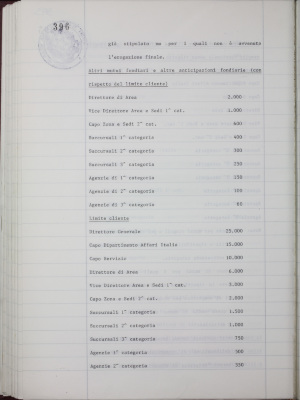 396
già stipulato me per i quali non è avvenuta
l'erogazione finale.
Altri mutui fondiari e altre anticipazioni fondiarie (con
rispetto del limite cliente)
Direttore di Area 2.000
Vice Direttore Area e Sedi 1° cat. 1.000
Capo Zona e Sedi 2° cat. 600
Succursali 1° categoria 400
Succursali 2° categoria 300
Succursali 3° categoria 250
Agenzie di 1° categoria 150
Agenzie di 2° categoria 100
Agenzie di 3° categoria 60
Limite cliente
Direttore Generale 25.000
Capo Dipartimento Affari Italia 15.000
Capo Servizio 10.000
Direttore di Area 6.000
Vice Direttore Area e Sedi 1° cat. 3.000
Capo Zona e Sedi 2° cat. 2.000
Succursali 1° categoria 1.500
Succursali 2° categoria 1.000
Succursali 3° categoria 750
Agenzie 1° categoria 500
Agenzie 2° categoria 350